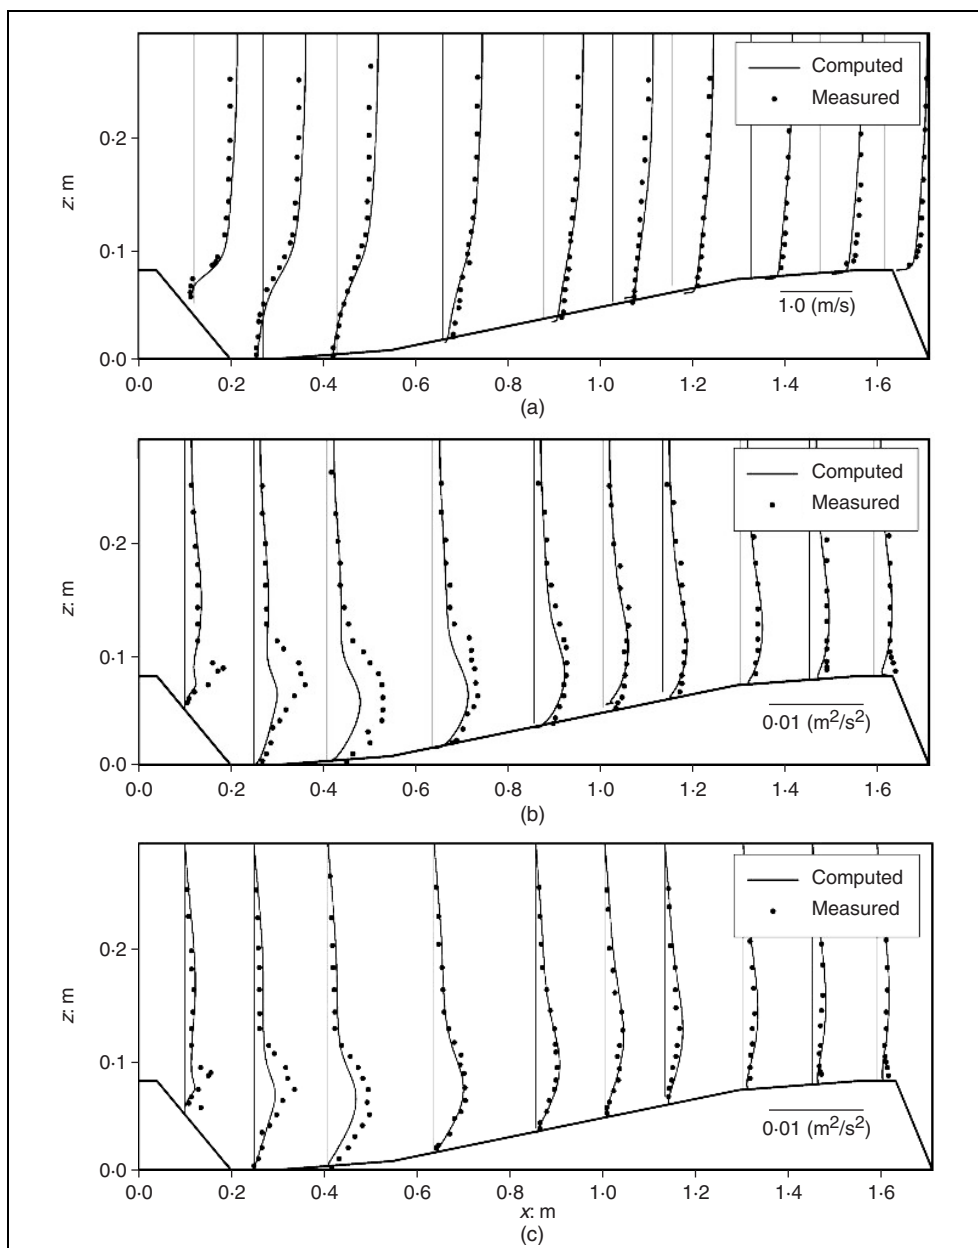 Computed
Measured
0·2
z: m
0·1
1·0 (m/s)
0·0
0·0 0·2 0·4 0·6 0·8 1·0 1·2 1·4 1·6
(a)
Computed
Measured
0·2
z: m
0·1
0·01 (m²/s²)
0·0
0·0 0·2 0·4 0·6 0·8 1·0 1·2 1·4 1·6
(b)
Computed
Measured
0·2
z: m
0·1
0·01 (m²/s²)
0·0
0·0 0·2 0·4 0·6 0·8 1·0 1·2 1·4 1·6
x: m
(c)